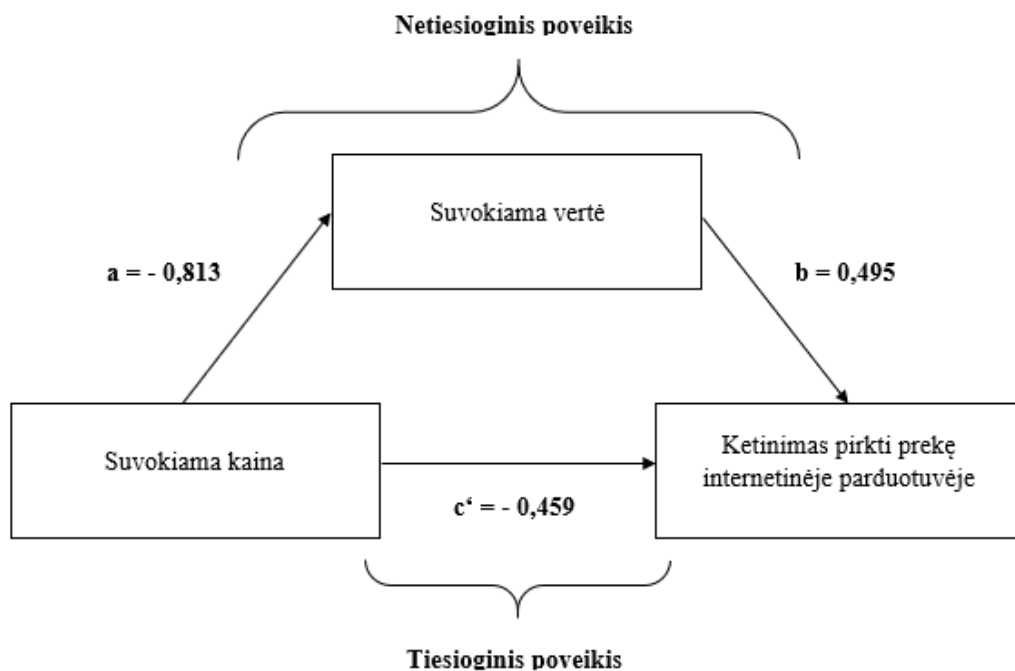 Netiesioginis poveikis
Suvokiama vertė
a = - 0,813
b = 0,495
Suvokiama kaina
Ketinimas pirkti prekę
internetinėje parduotuvėje
c‘ = - 0,459
Tiesioginis poveikis